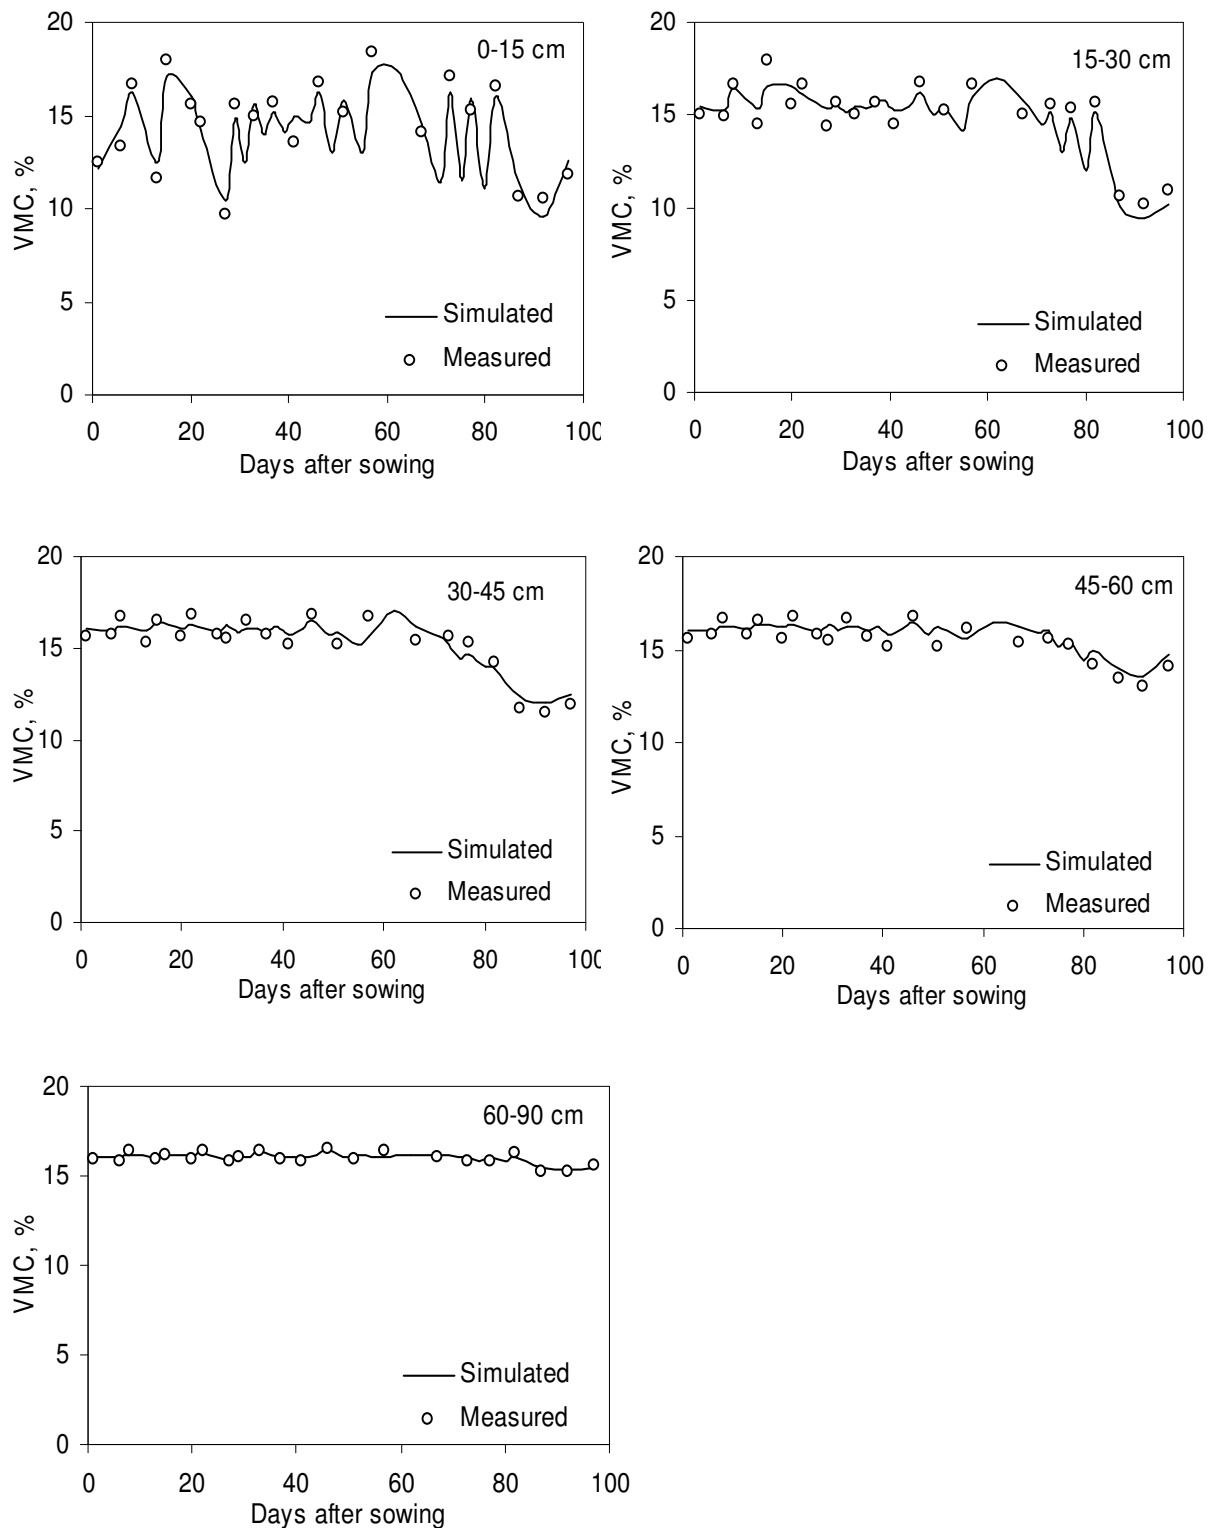 20
0-15 cm
15
VMC, %
10
5
Simulated
Measured
0
0 20 40 60 80 100
Days after sowing
20
15-30 cm
15
VMC, %
10
5
Simulated
Measured
0
0 20 40 60 80 100
Days after sowing
20
30-45 cm
15
VMC, %
10
5
Simulated
Measured
0
0 20 40 60 80 100
Days after sowing
20
45-60 cm
15
VMC, %
10
5
Simulated
Measured
0
0 20 40 60 80 100
Days after sowing
20
60-90 cm
15
VMC, %
10
5
Simulated
Measured
0
0 20 40 60 80 100
Days after sowing